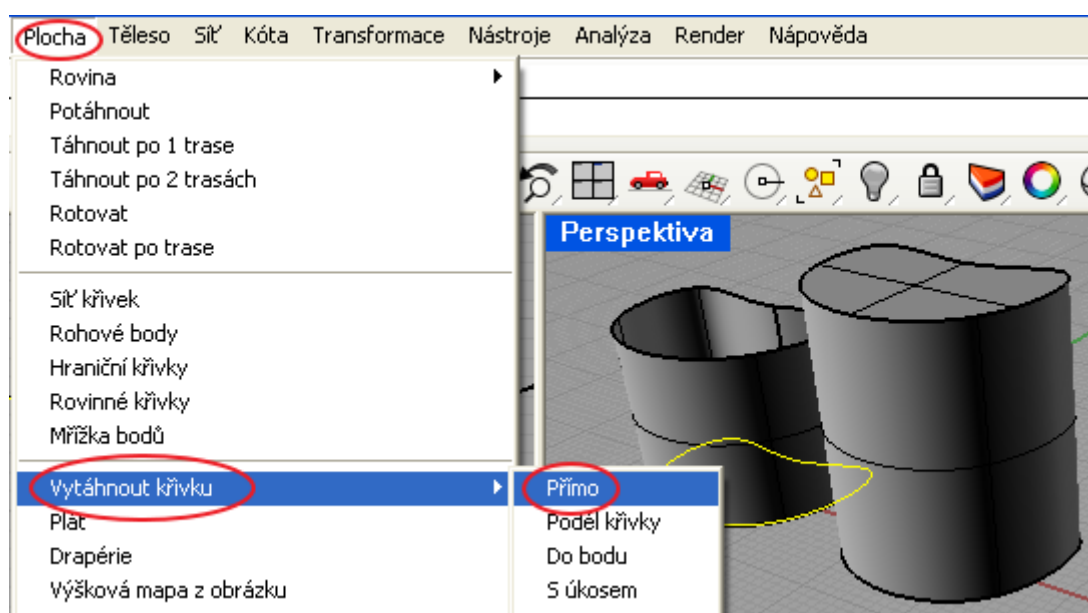 Plocha Těleso Síť Kóta Transformace Nástroje Analýza Render Nápověda
Rovina
Potáhnout
Táhnout po 1 trase
Táhnout po 2 trasách
Rotovat
Rotovat po trase
Síť křivek
Rohové body
Hraniční křivky
Rovinné křivky
Mřížka bodů
Vytáhnout křivku
Plát
Drapérie
Výšková mapa z obrázku
Perspektiva
Přímo
Podél křivky
Do bodu
S úkosem